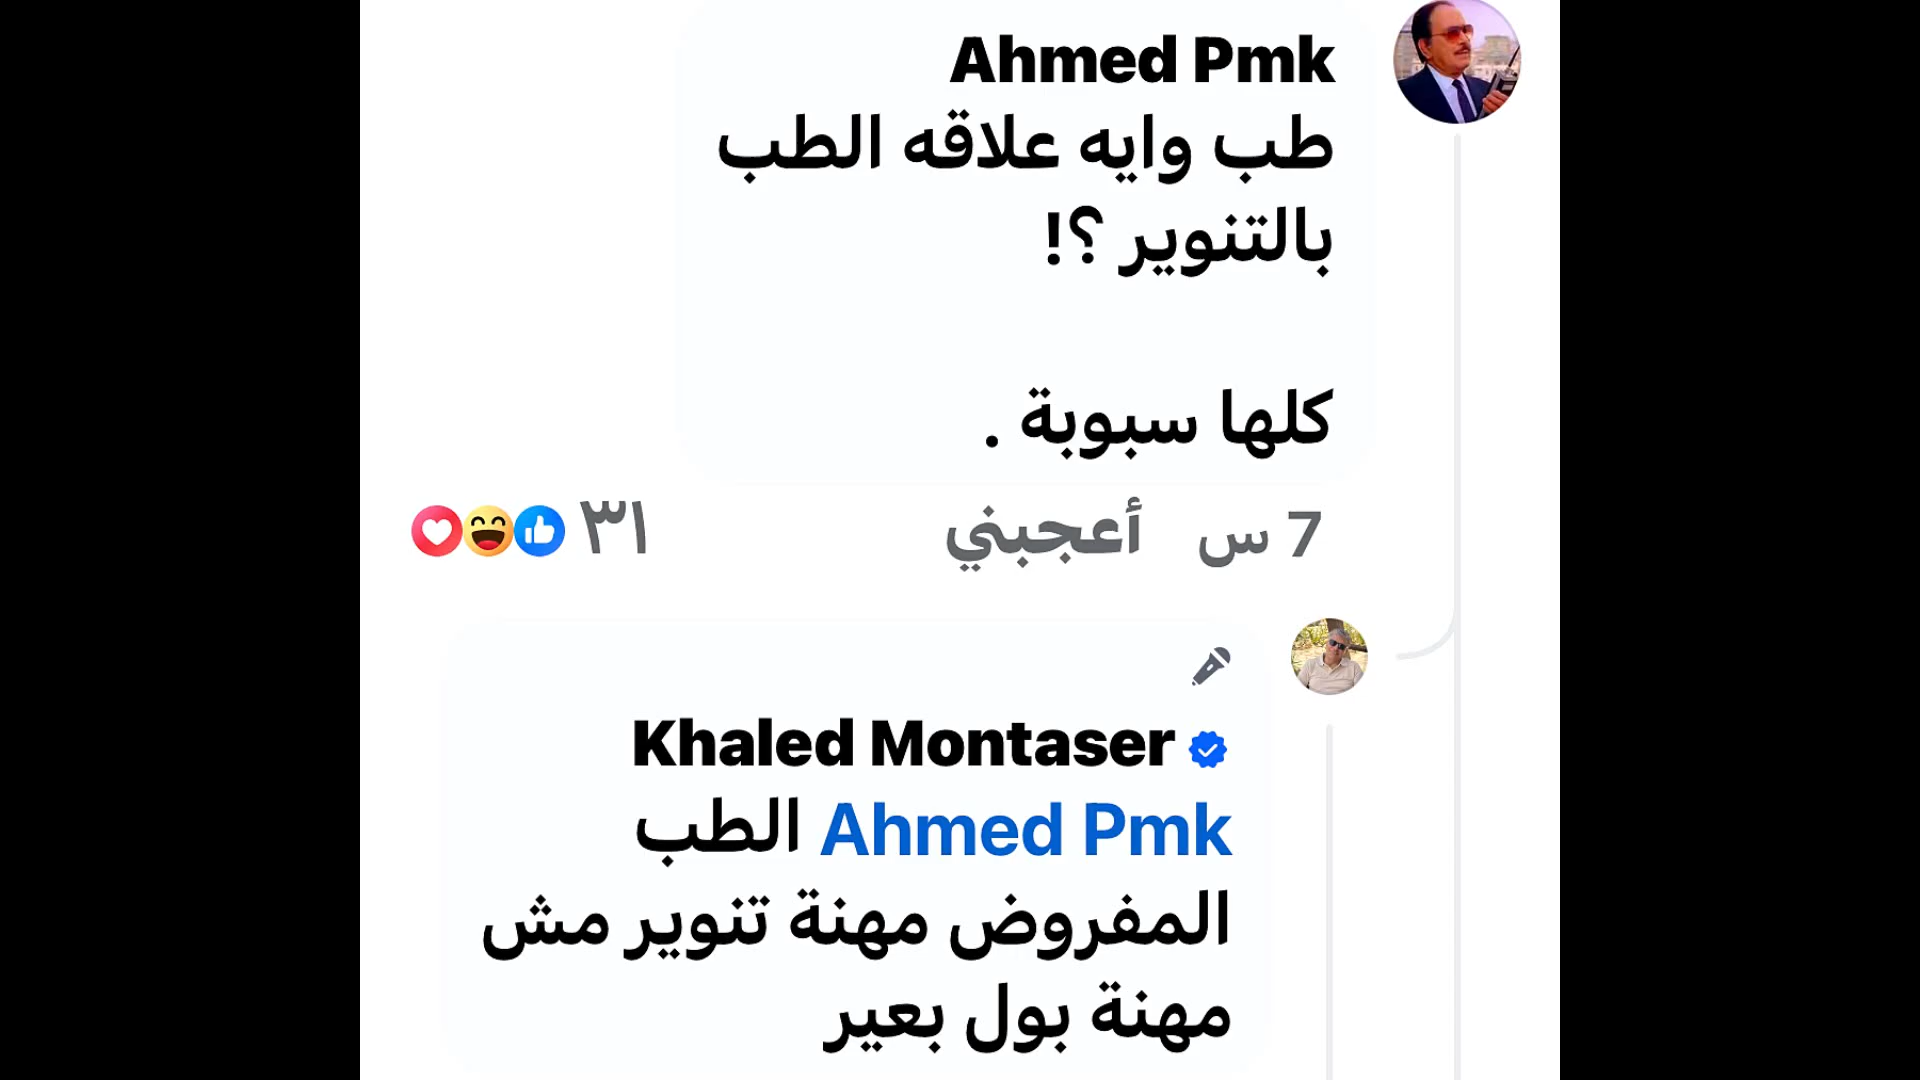 Ahmed Pmk
طب وايه علاقه الطب
بالتنوير ؟!
كلها سبوبة .
7 س أعجبني ٣١
Khaled Montaser
Ahmed Pmk الطب
المفروض مهنة تنوير مش
مهنة بول بعير